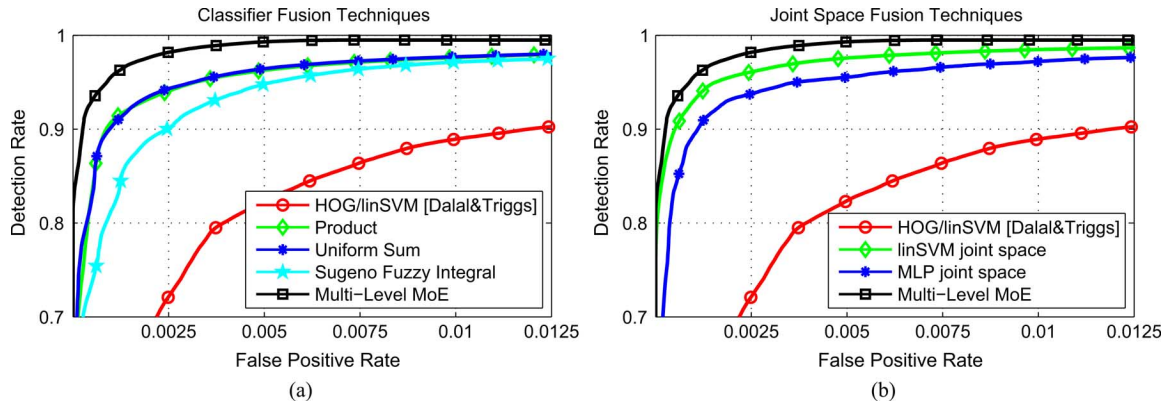 Classifier Fusion Techniques
1
0.9
0.8
0.7
Detection Rate
0.0025
0.005
0.0075
0.01
0.0125
False Positive Rate
HOG/linSVM [Dalal&Triggs]
Product
Uniform Sum
Sugeno Fuzzy Integral
Multi-Level MoE
(a)
Joint Space Fusion Techniques
1
0.9
0.8
0.7
Detection Rate
0.0025
0.005
0.0075
0.01
0.0125
False Positive Rate
HOG/linSVM [Dalal&Triggs]
linSVM joint space
MLP joint space
Multi-Level MoE
(b)